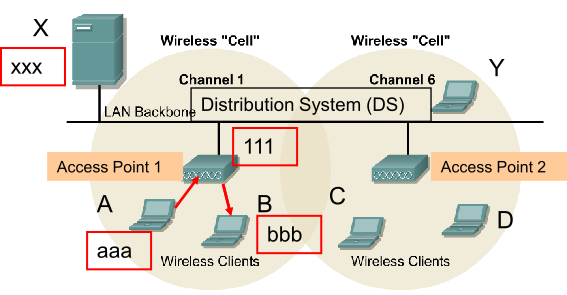 X
xxx
Wireless "Cell"
Wireless "Cell"
Channel 1
Channel 6
Y
LAN Backbone
Distribution System (DS)
111
Access Point 1
Access Point 2
A
B
C
D
aaa
bbb
Wireless Clients
Wireless Clients